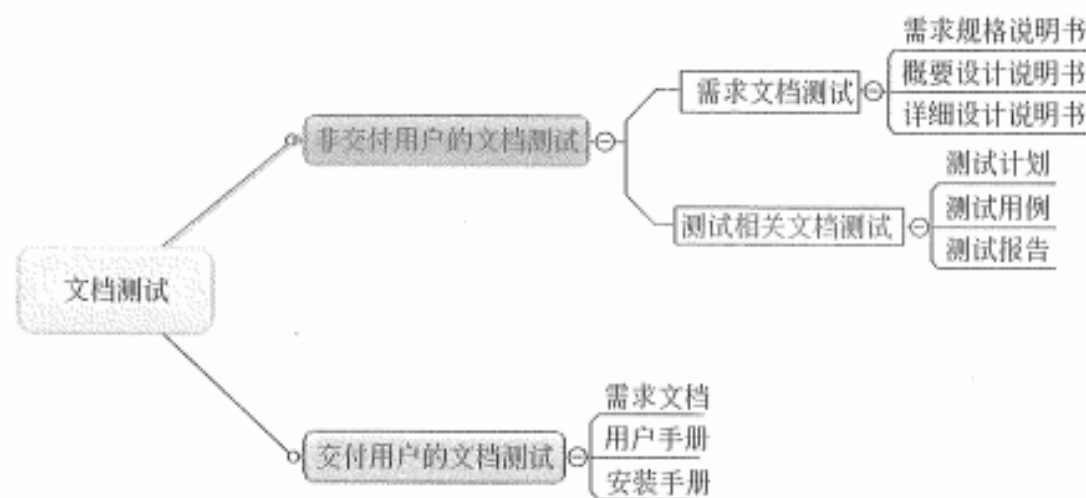 文档测试
非交付用户的文档测试
需求文档测试
需求规格说明书
概要设计说明书
详细设计说明书
测试相关文档测试
测试计划
测试用例
测试报告
交付用户的文档测试
需求文档
用户手册
安装手册